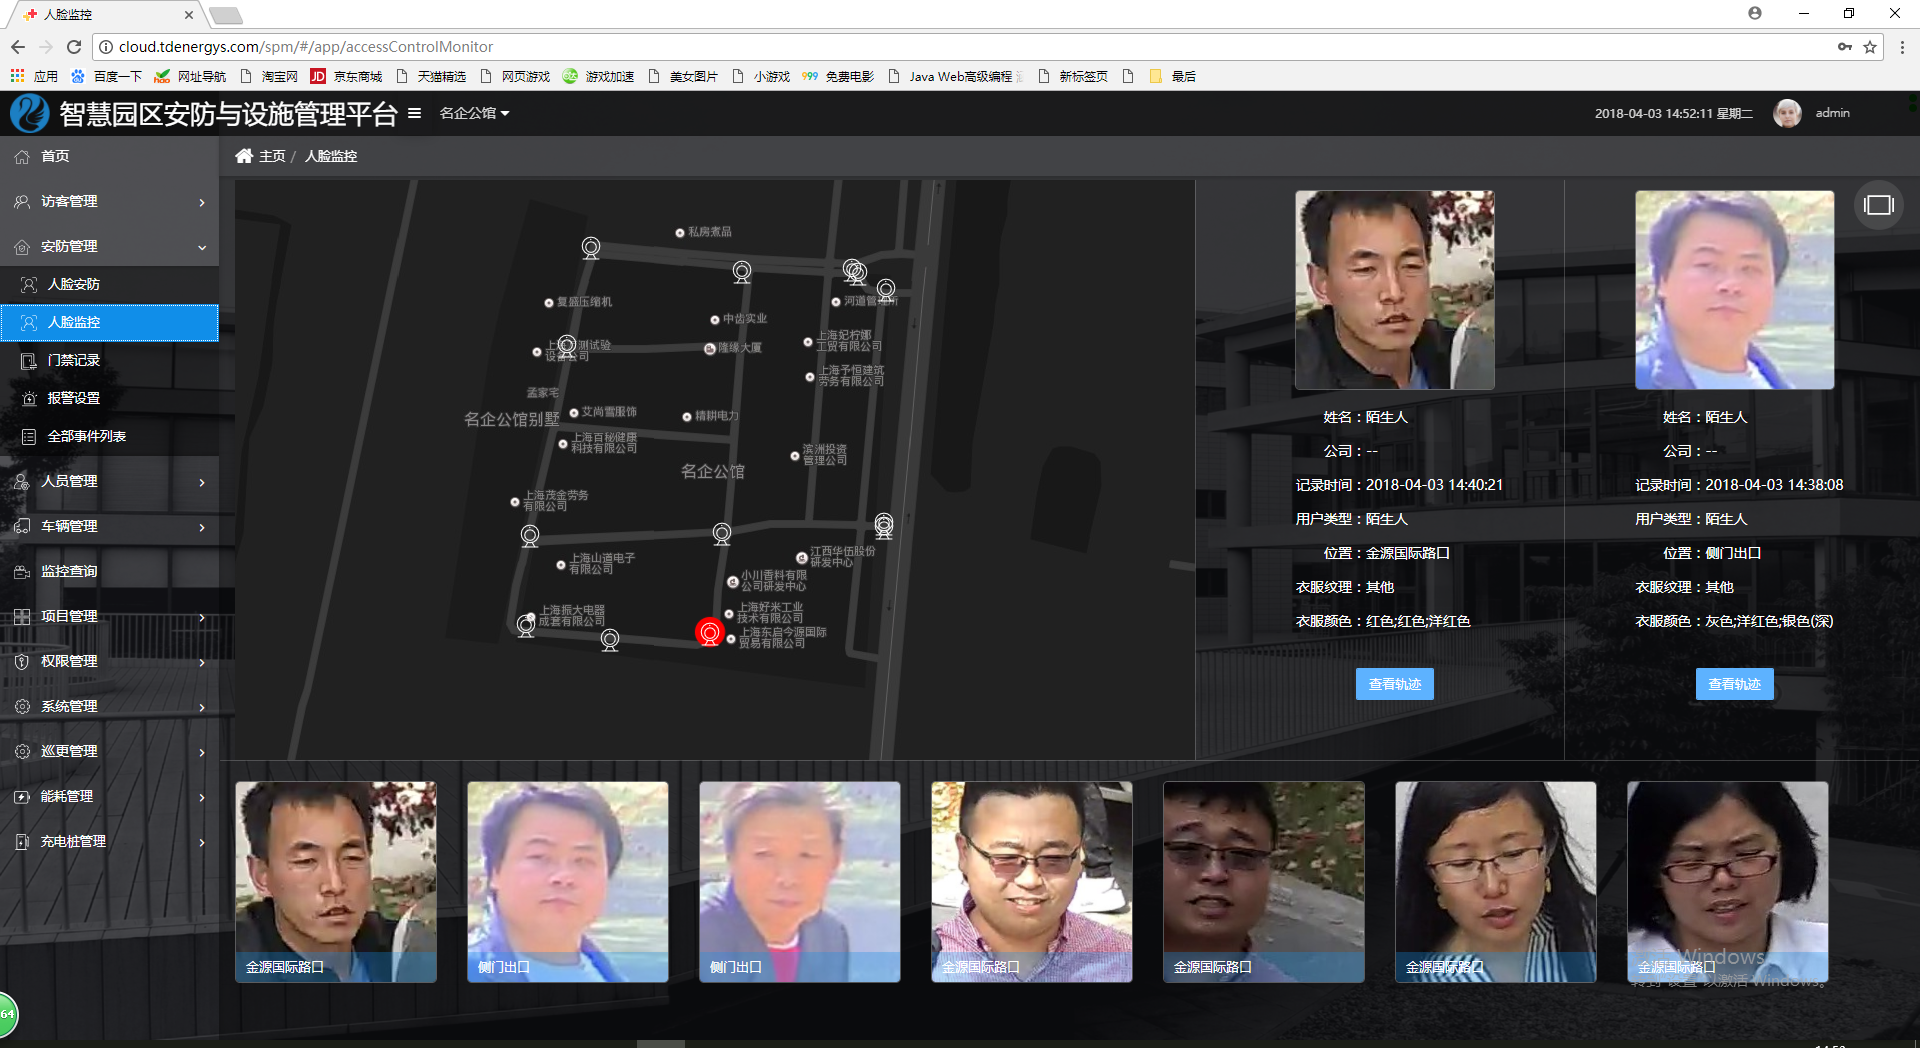 人脸监控
cloud.tdenergys.com/spm/#/app/accessControlMonitor
应用 百度一下 网址导航 淘宝网 京东商城 天猫精选 网页游戏 游戏加速 美女图片 小游戏 免费电影 Java Web高级编程 新标签页 最后
智慧园区安防与设施管理平台 名企公馆 2018-04-03 14:52:11 星期二 admin
主页 / 人脸监控
首页
访客管理
安防管理
人脸安防
人脸监控
门禁记录
报警设置
全部事件列表
人员管理
车辆管理
监控查询
项目管理
权限管理
系统管理
巡更管理
能耗管理
充电桩管理
私房煮品
复盛压缩机
河道管
中齿实业
隆缘大厦
测试验
设备公司
上海妃柠娜
工贸有限公司
上海予恒建筑
劳务有限公司
孟家宅
名企公馆别墅
艾尚雪服饰
精耕电力
上海百秘健康
科技有限公司
滨洲投资
管理公司
名企公馆
上海茂金劳务
有限公司
上海山道电子
有限公司
江西华伍股份
研发中心
小川香料有限
公司研发中心
上海振大电器
成套有限公司
上海好米工业
技术有限公司
上海东启今源国际
贸易有限公司
姓名：陌生人
公司：--
记录时间：2018-04-03 14:40:21
用户类型：陌生人
位置：金源国际路口
衣服纹理：其他
衣服颜色：红色;红色;洋红色
查看轨迹
姓名：陌生人
公司：--
记录时间：2018-04-03 14:38:08
用户类型：陌生人
位置：侧门出口
衣服纹理：其他
衣服颜色：灰色;洋红色;银色(深)
查看轨迹
金源国际路口 侧门出口 侧门出口 金源国际路口 金源国际路口 金源国际路口 金源国际路口
Windows
转到"设置"以激活 Windows。
64